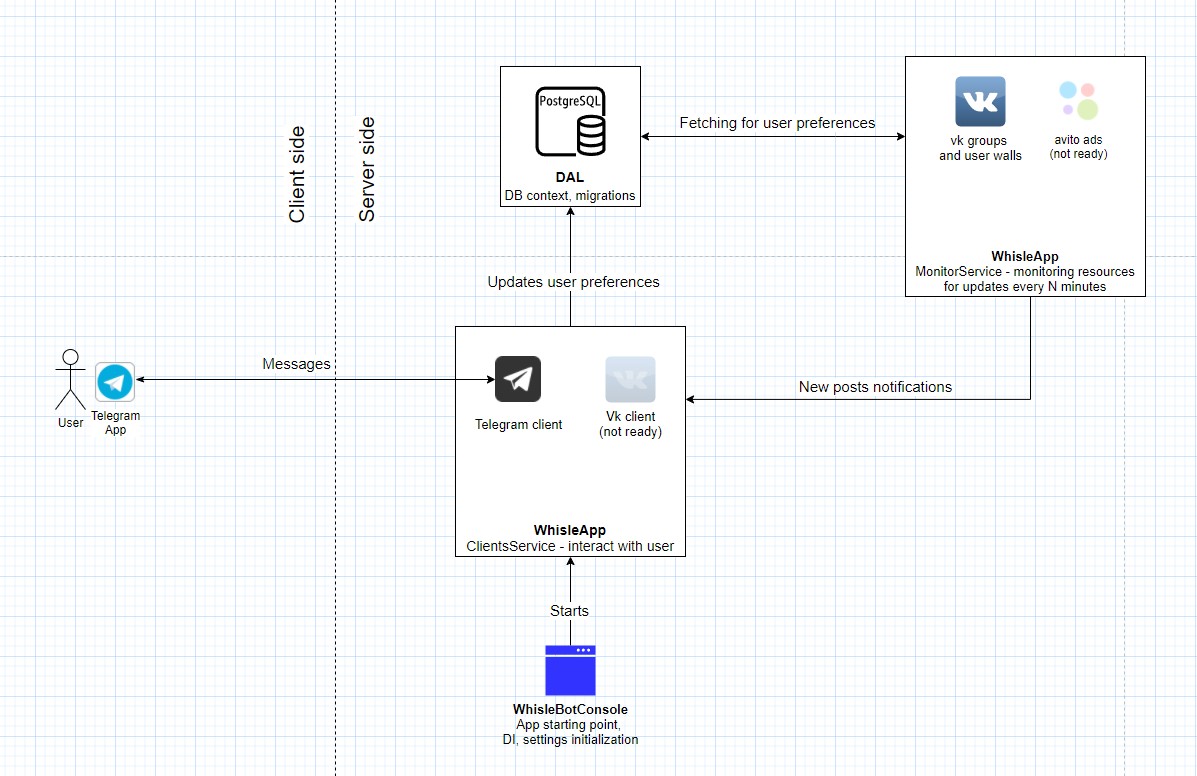 Client side
Server side
PostgreSQL
DAL
DB context, migrations
Fetching for user preferences
vk groups
and user walls
avito ads
(not ready)
WhisleApp
MonitorService - monitoring resources
for updates every N minutes
Updates user preferences
User
Telegram
App
Messages
Telegram client
Vk client
(not ready)
WhisleApp
ClientsService - interact with user
New posts notifications
Starts
WhisleBotConsole
App starting point,
DI, settings initialization